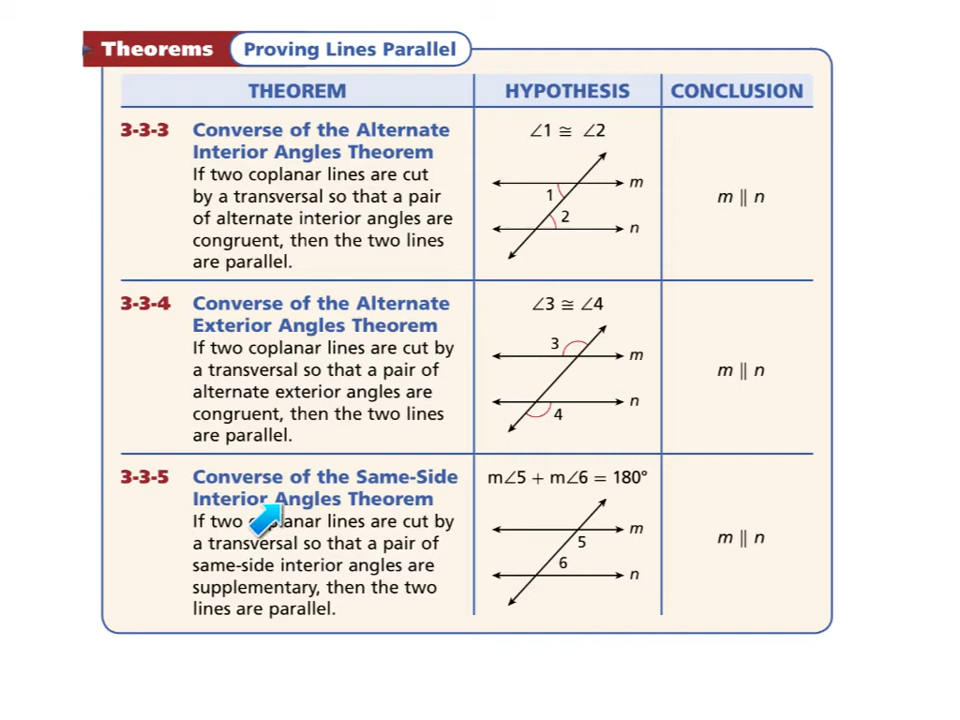 Theorems Proving Lines Parallel
THEOREM HYPOTHESIS CONCLUSION
3-3-3 Converse of the Alternate
Interior Angles Theorem
If two coplanar lines are cut
by a transversal so that a pair
of alternate interior angles are
congruent, then the two lines
are parallel.
∠1 ≅ ∠2
m
1
2
n
m ∥ n
3-3-4 Converse of the Alternate
Exterior Angles Theorem
If two coplanar lines are cut by
a transversal so that a pair of
alternate exterior angles are
congruent, then the two lines
are parallel.
∠3 ≅ ∠4
3
m
n
4
m ∥ n
3-3-5 Converse of the Same-Side
Interior Angles Theorem
If two coplanar lines are cut by
a transversal so that a pair of
same-side interior angles are
supplementary, then the two
lines are parallel.
m∠5 + m∠6 = 180°
m
5
6
n
m ∥ n